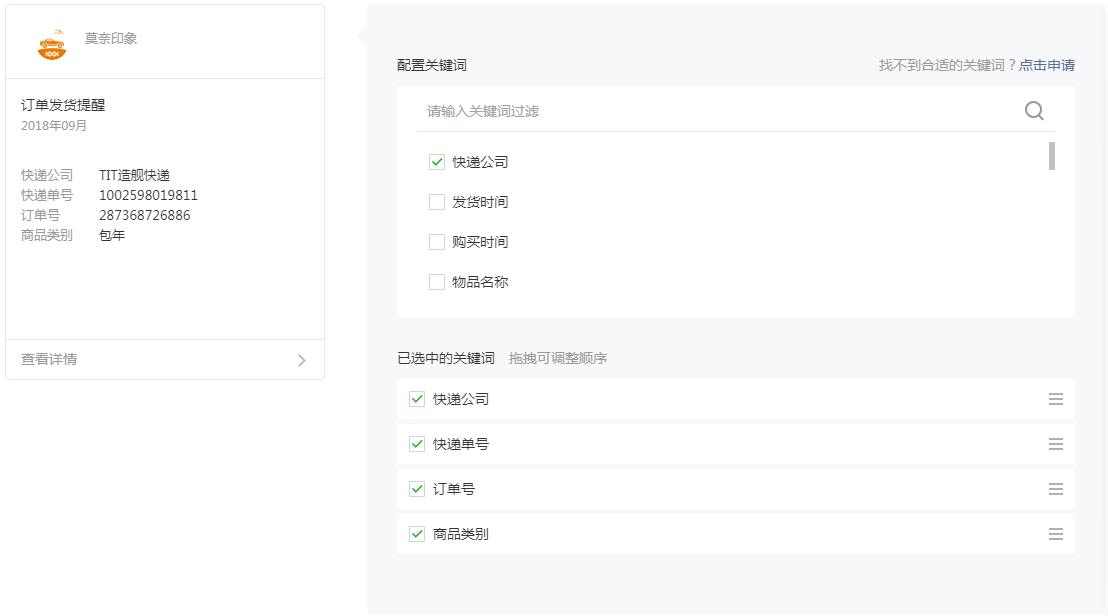 莫奈印象
订单发货提醒
2018年09月
快递公司 TIT造舰快递
快递单号 1002598019811
订单号 287368726886
商品类别 包年
查看详情
配置关键词 找不到合适的关键词？点击申请
请输入关键词过滤
快递公司
发货时间
购买时间
物品名称
已选中的关键词 拖拽可调整顺序
快递公司
快递单号
订单号
商品类别